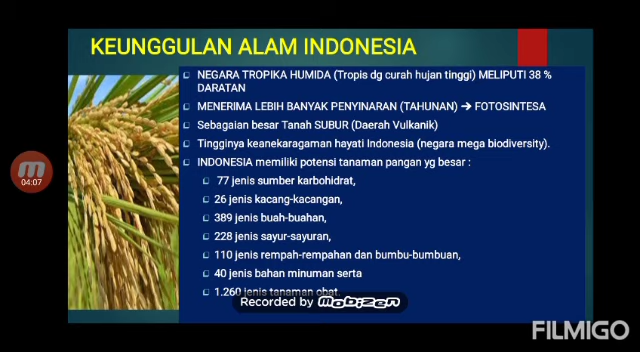 KEUNGGULAN ALAM INDONESIA
NEGARA TROPIKA HUMIDA (Tropis dg curah hujan tinggi) MELIPUTI 38 %
DARATAN
MENERIMA LEBIH BANYAK PENYINARAN (TAHUNAN) → FOTOSINTESA
Sebagaian besar Tanah SUBUR (Daerah Vulkanik)
Tingginya keanekaragaman hayati Indonesia (negara mega biodiversity).
INDONESIA memiliki potensi tanaman pangan yg besar :
77 jenis sumber karbohidrat,
26 jenis kacang-kacangan,
389 jenis buah-buahan,
228 jenis sayur-sayuran,
110 jenis rempah-rempahan dan bumbu-bumbuan,
40 jenis bahan minuman serta
1.260 jenis tanaman obat
m
04:07
Recorded by mobizen
FILMIGO